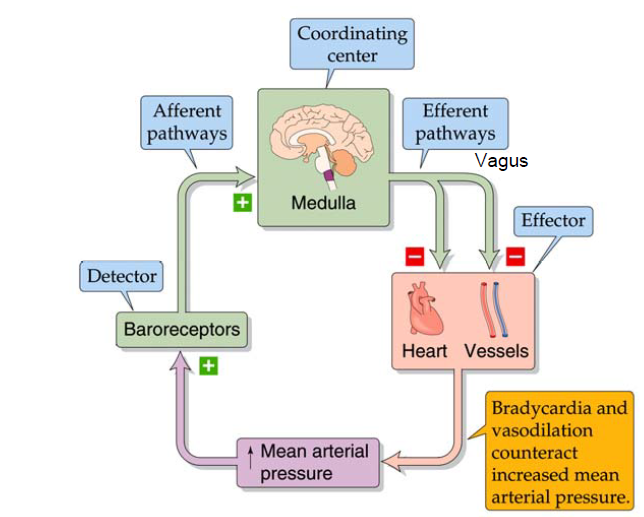 Coordinating
center
Afferent
pathways
Efferent
pathways
Vagus
Medulla
+
Effector
Detector
− −
Baroreceptors
+
Heart Vessels
Bradycardia and
vasodilation
counteract
increased mean
arterial pressure.
↑ Mean arterial
pressure